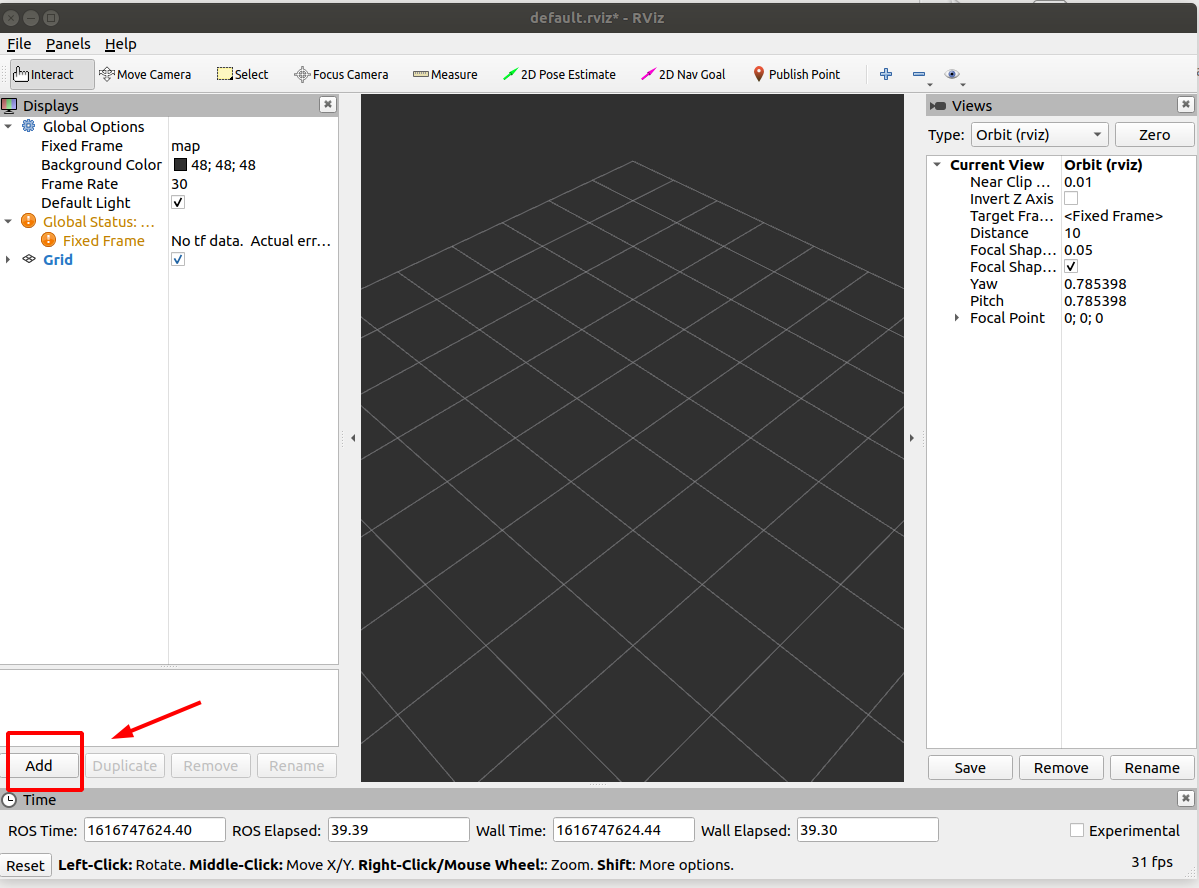 default.rviz* - RViz
File Panels Help
Interact Move Camera Select Focus Camera Measure 2D Pose Estimate 2D Nav Goal Publish Point
Displays
Global Options
Fixed Frame map
Background Color 48; 48; 48
Frame Rate 30
Default Light
Global Status: ...
Fixed Frame No tf data. Actual err...
Grid
Add Duplicate Remove Rename
Views
Type: Orbit (rviz) Zero
Current View Orbit (rviz)
Near Clip ... 0.01
Invert Z Axis
Target Fra... <Fixed Frame>
Distance 10
Focal Shap... 0.05
Focal Shap...
Yaw 0.785398
Pitch 0.785398
Focal Point 0; 0; 0
Save Remove Rename
Time
ROS Time: 1616747624.40 ROS Elapsed: 39.39 Wall Time: 1616747624.44 Wall Elapsed: 39.30 Experimental
Reset Left-Click: Rotate. Middle-Click: Move X/Y. Right-Click/Mouse Wheel:: Zoom. Shift: More options. 31 fps